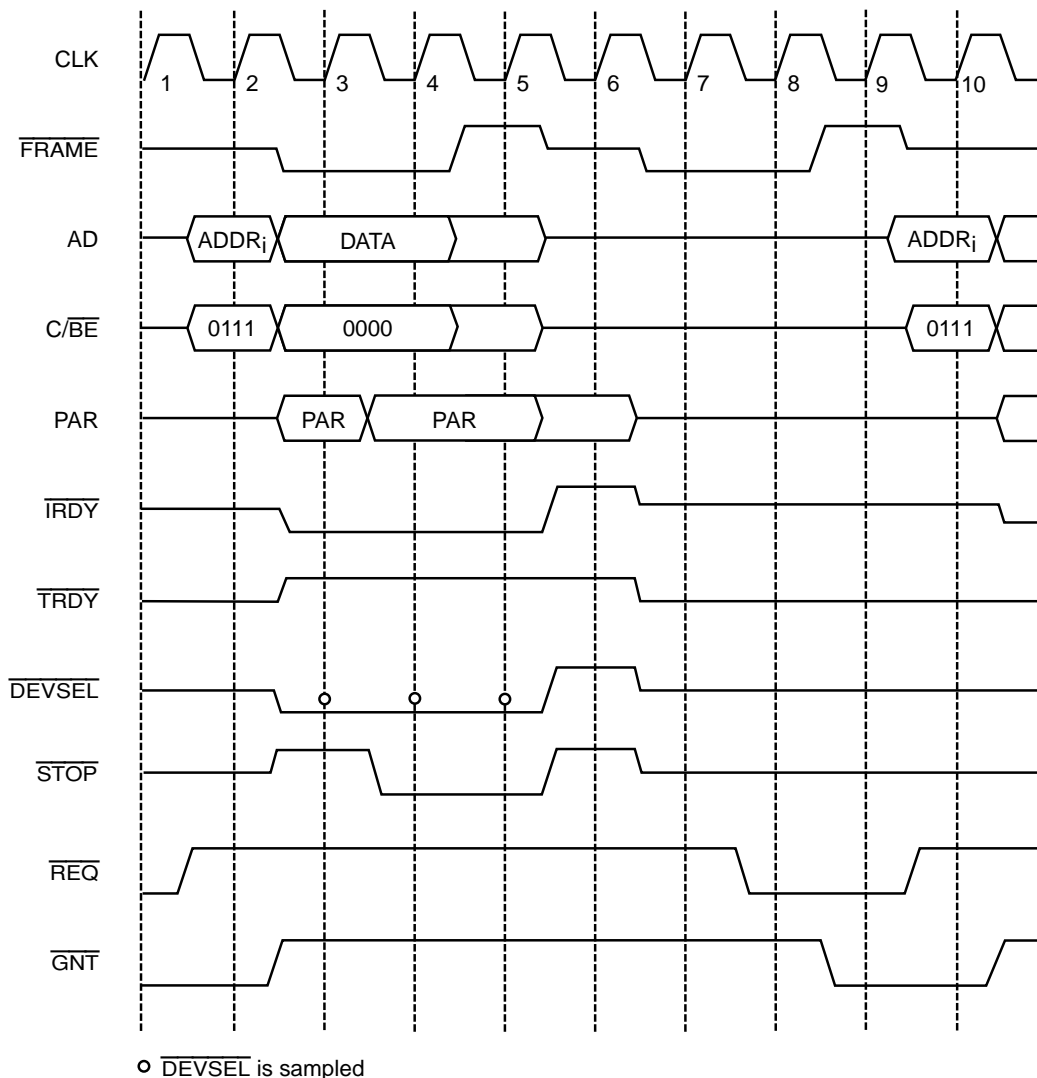 CLK
1 2 3 4 5 6 7 8 9 10
FRAME
AD
ADDRi DATA ADDRi
C/BE
0111 0000 0111
PAR
PAR PAR
IRDY
TRDY
DEVSEL
STOP
REQ
GNT
DEVSEL is sampled